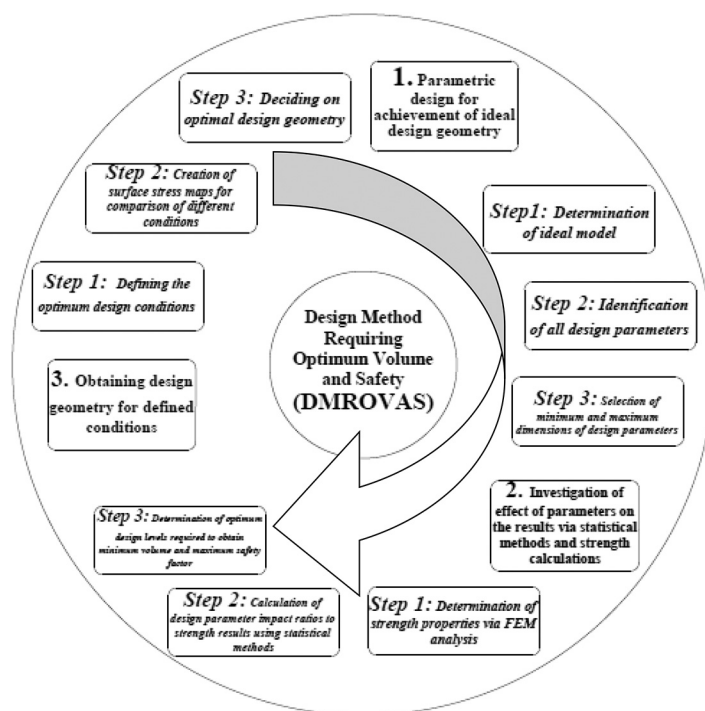 1. Parametric
design for
achievement of ideal
design geometry
Step1: Determination
of ideal model
Step 2: Identification
of all design parameters
Step 3: Selection of
minimum and maximum
dimensions of design parameters
2. Investigation of
effect of parameters on
the results via statistical
methods and strength
calculations
Step 1: Determination of
strength properties via FEM
analysis
Step 2: Calculation of
design parameter impact ratios to
strength results using statistical
methods
Step 3: Determination of optimum
design levels required to obtain
minimum volume and maximum safety
factor
3. Obtaining design
geometry for defined
conditions
Step 1: Defining the
optimum design conditions
Step 2: Creation of
surface stress maps for
comparison of different
conditions
Step 3: Deciding on
optimal design geometry
Design Method
Requiring
Optimum Volume
and Safety
(DMROVAS)